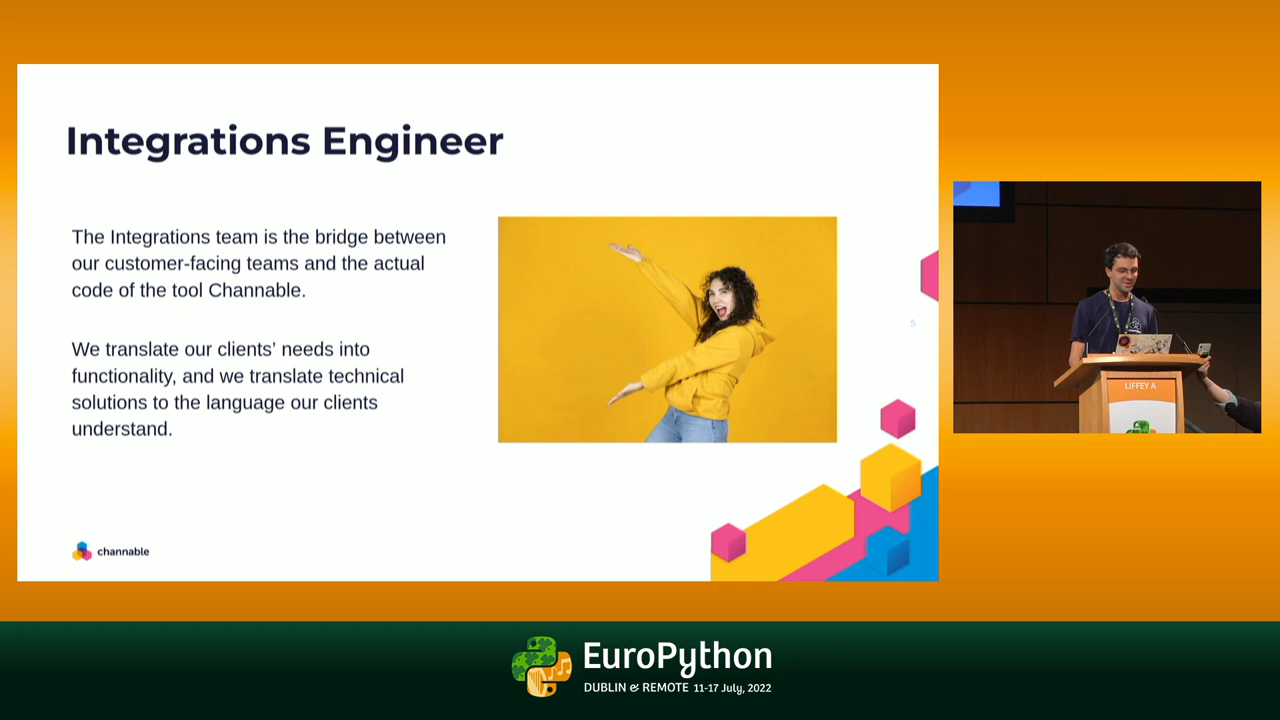 Integrations Engineer
The Integrations team is the bridge between
our customer-facing teams and the actual
code of the tool Channable.
We translate our clients’ needs into
functionality, and we translate technical
solutions to the language our clients
understand.
5
channable
LIFFEY A
EuroPython
DUBLIN & REMOTE 11-17 July, 2022